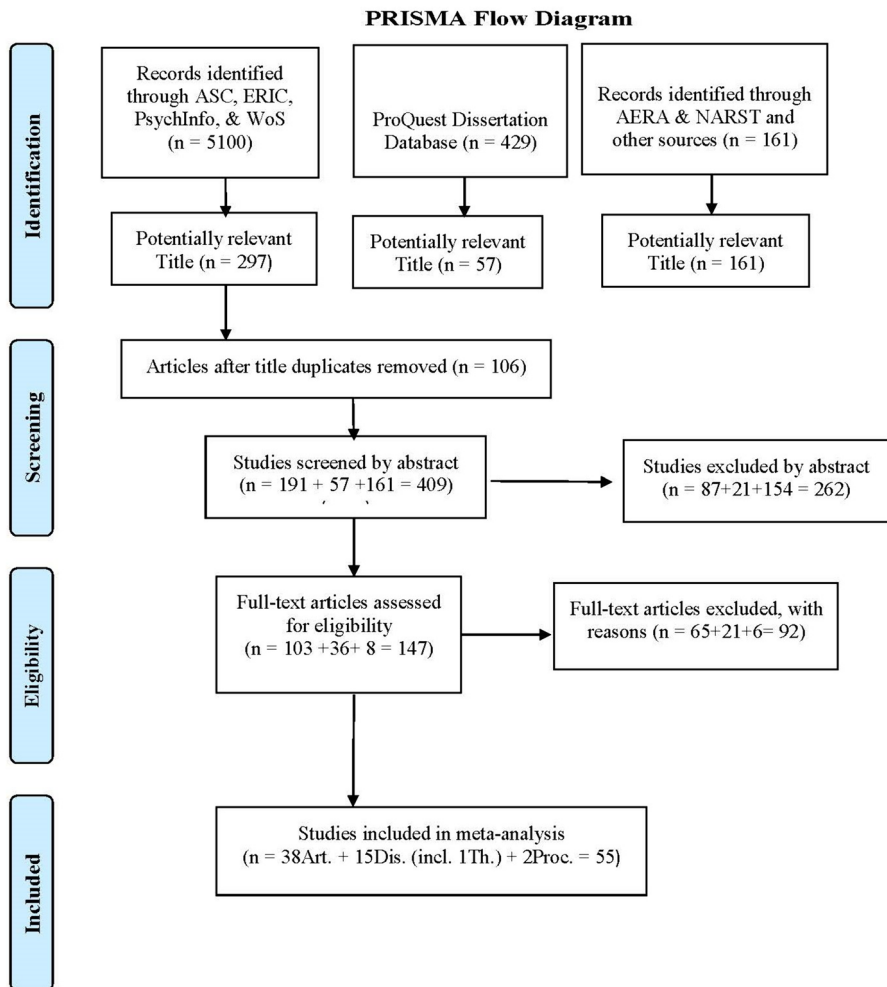 PRISMA Flow Diagram
Identification
Records identified
through ASC, ERIC,
PsychInfo, & WoS
(n = 5100)
ProQuest Dissertation
Database (n = 429)
Records identified through
AERA & NARST and
other sources (n = 161)
Potentially relevant
Title (n = 297)
Potentially relevant
Title (n = 57)
Potentially relevant
Title (n = 161)
Screening
Articles after title duplicates removed (n = 106)
Studies screened by abstract
(n = 191 + 57 +161 = 409)
Studies excluded by abstract
(n = 87+21+154 = 262)
Eligibility
Full-text articles assessed
for eligibility
(n = 103 +36+ 8 = 147)
Full-text articles excluded, with
reasons (n = 65+21+6= 92)
Included
Studies included in meta-analysis
(n = 38Art. + 15Dis. (incl. 1Th.) + 2Proc. = 55)